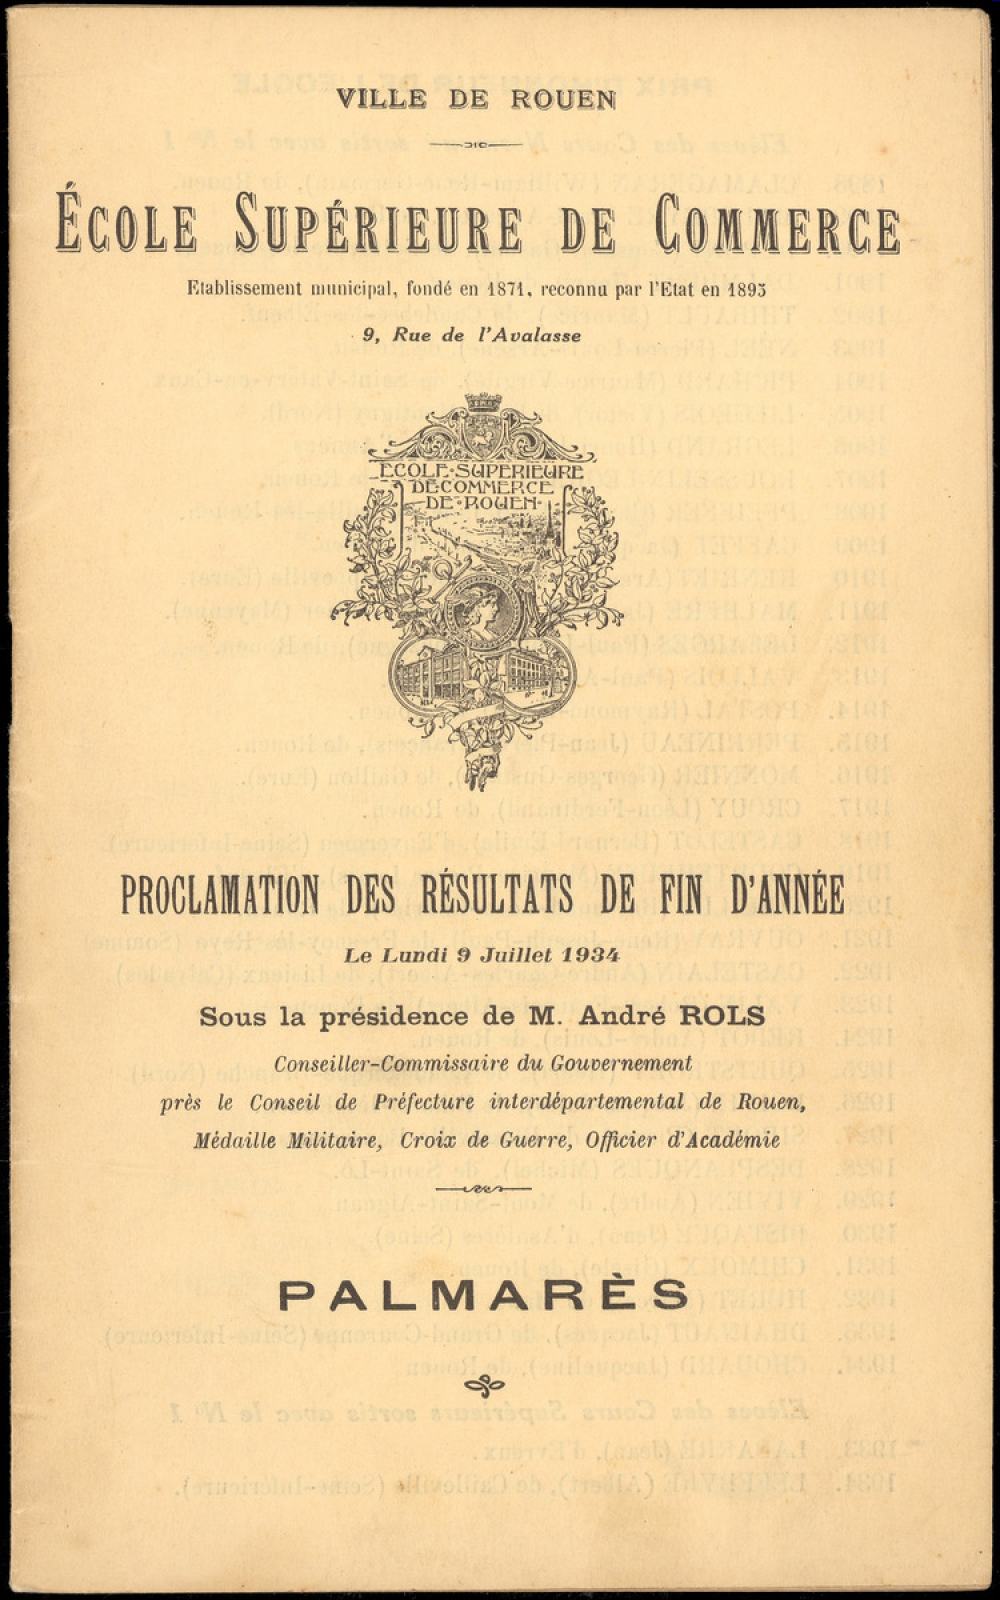 VILLE DE ROUEN
ÉCOLE SUPÉRIEURE DE COMMERCE
Etablissement municipal, fondé en 1871, reconnu par l'Etat en 1893
9, Rue de l'Avalasse
ECOLE·SUPERIEURE
DE·COMMERCE
DE·ROUEN·
PROCLAMATION DES RÉSULTATS DE FIN D'ANNÉE
Le Lundi 9 Juillet 1934
Sous la présidence de M. André ROLS
Conseiller-Commissaire du Gouvernement
près le Conseil de Préfecture interdépartemental de Rouen,
Médaille Militaire, Croix de Guerre, Officier d'Académie
PALMARÈS